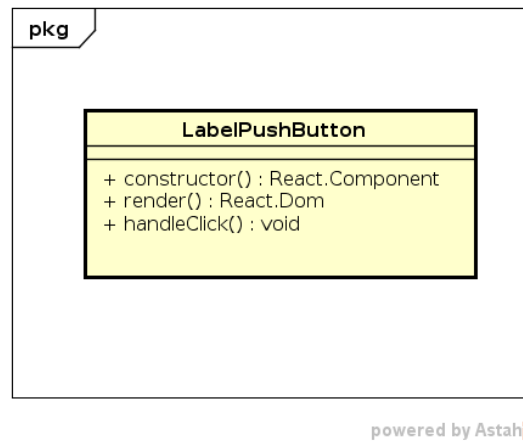 pkg
LabelPushButton
+ constructor() : React.Component
+ render() : React.Dom
+ handleClick() : void
powered by Astah